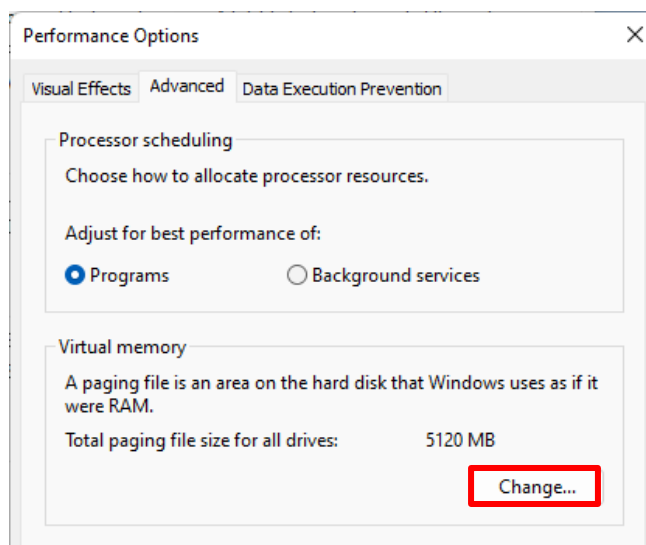 Performance Options
Visual Effects
Advanced
Data Execution Prevention
Processor scheduling
Choose how to allocate processor resources.
Adjust for best performance of:
Programs
Background services
Virtual memory
A paging file is an area on the hard disk that Windows uses as if it
were RAM.
Total paging file size for all drives: 5120 MB
Change...